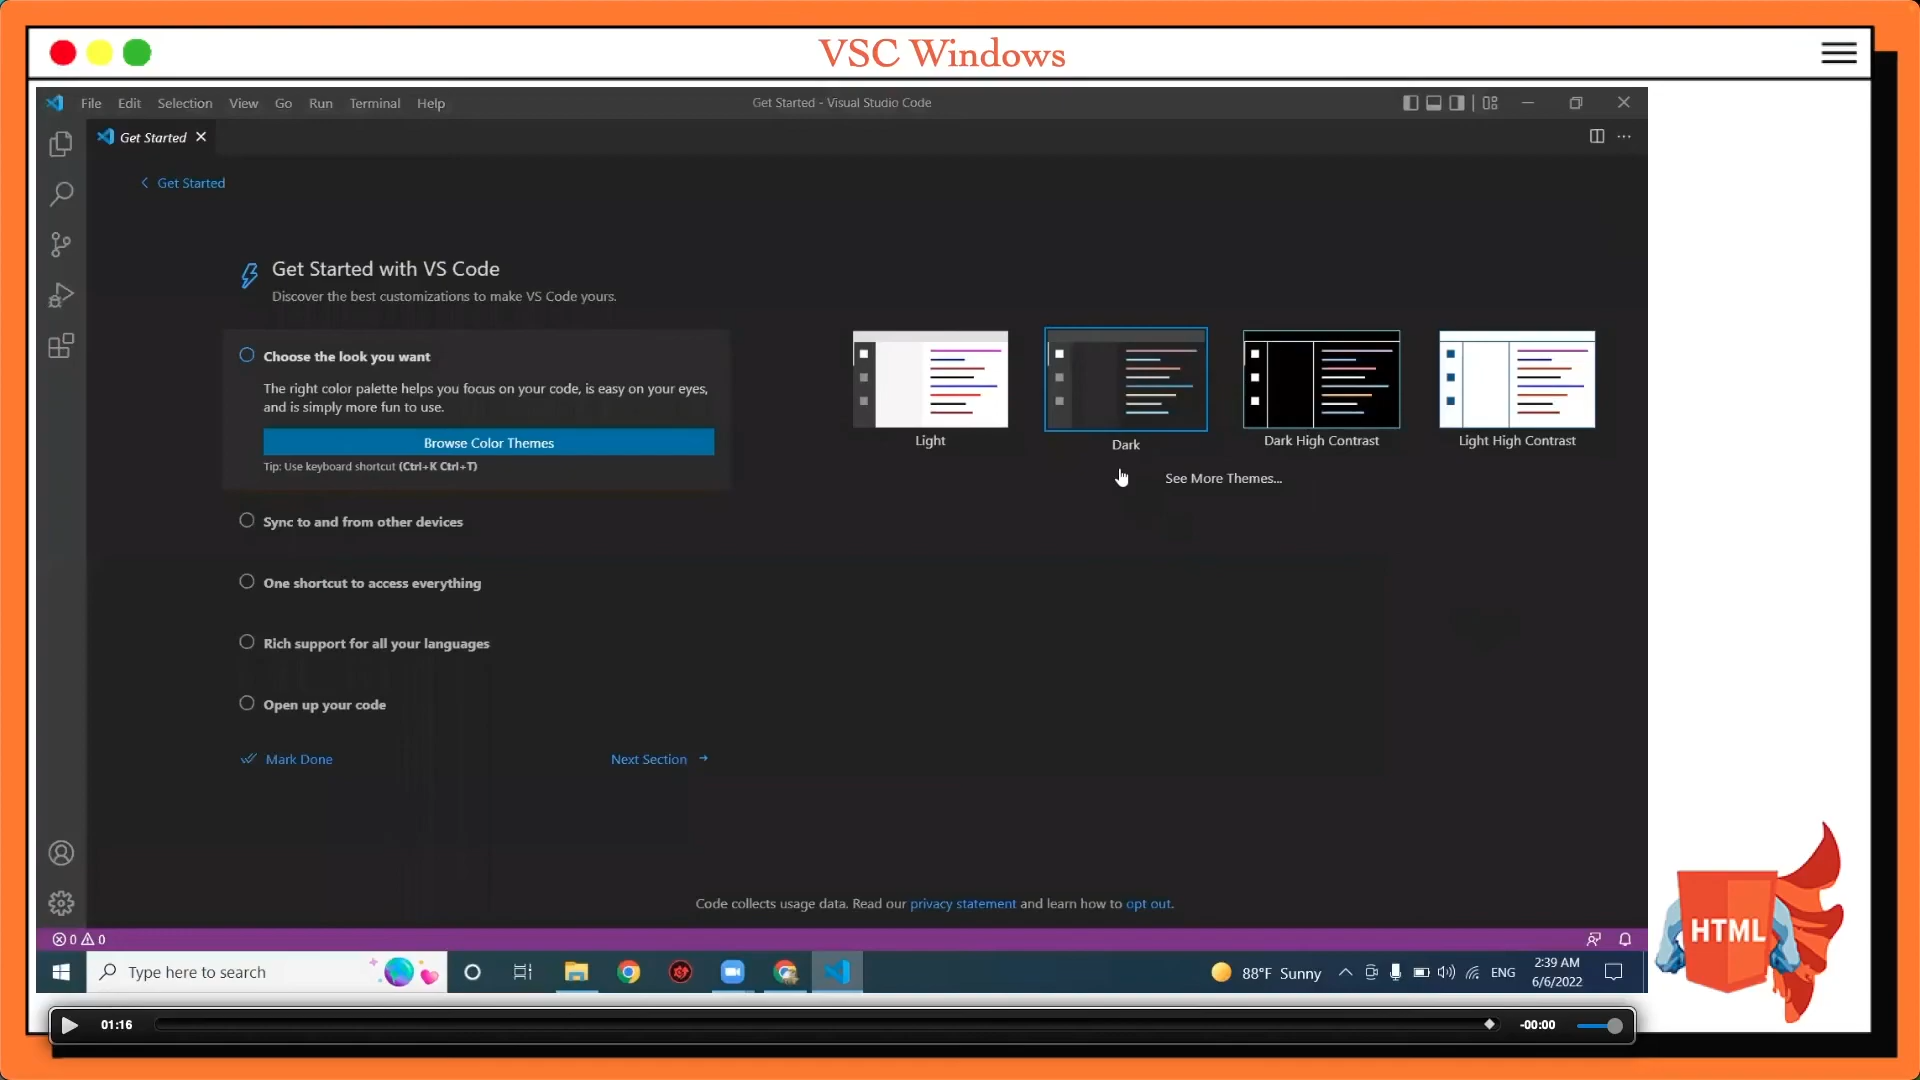 VSC Windows
File Edit Selection View Go Run Terminal Help
Get Started - Visual Studio Code
Get Started
Get Started
Get Started with VS Code
Discover the best customizations to make VS Code yours.
Choose the look you want
The right color palette helps you focus on your code, is easy on your eyes,
and is simply more fun to use.
Browse Color Themes
Tip: Use keyboard shortcut (Ctrl+K Ctrl+T)
Light
Dark
Dark High Contrast
Light High Contrast
See More Themes...
Sync to and from other devices
One shortcut to access everything
Rich support for all your languages
Open up your code
Mark Done
Next Section
Code collects usage data. Read our privacy statement and learn how to opt out.
0 0
Type here to search
88°F Sunny
ENG
2:39 AM
6/6/2022
HTML
01:16
-00:00